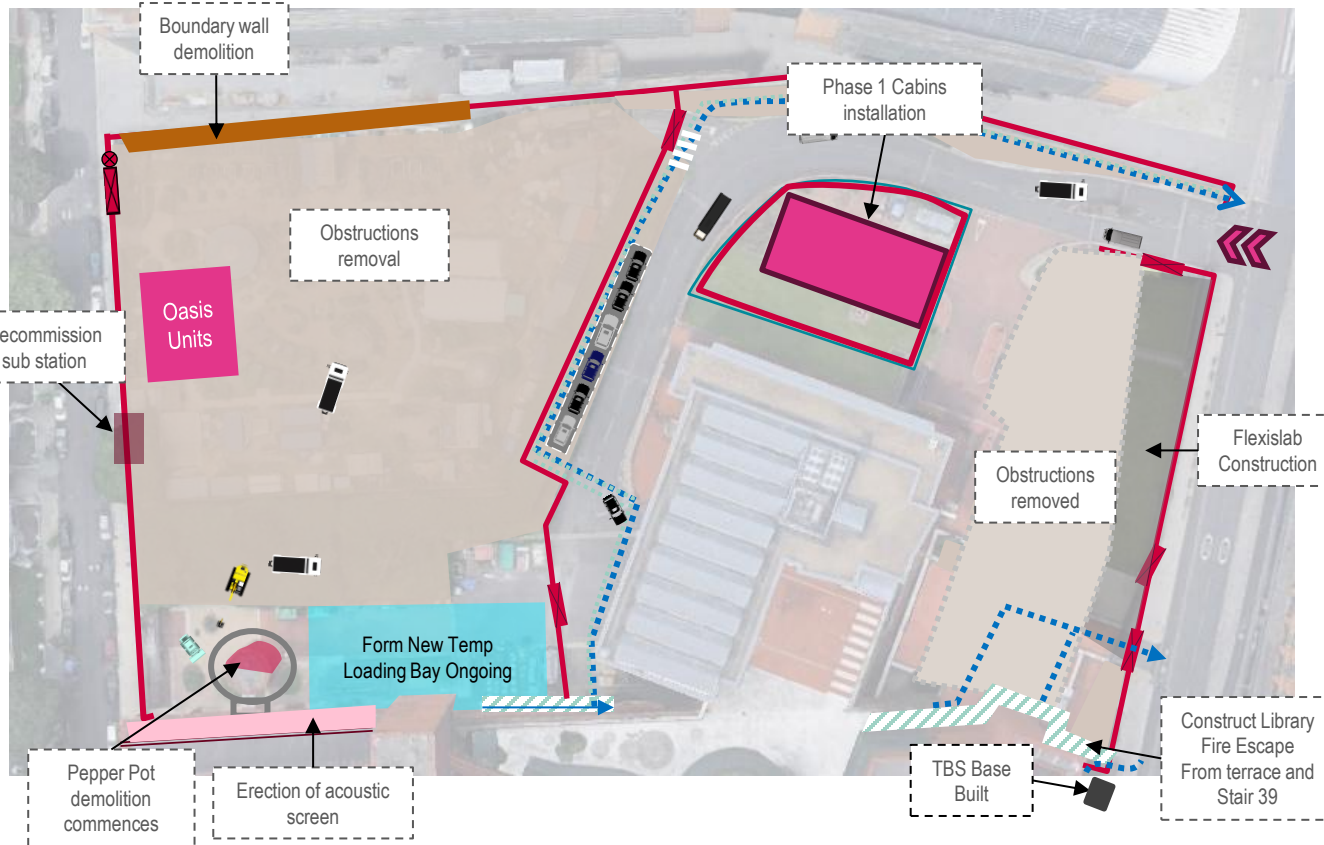 Boundary wall
demolition
Phase 1 Cabins
installation
Obstructions
removal
Oasis
Units
ecommission
sub station
Flexislab
Construction
Obstructions
removed
Form New Temp
Loading Bay Ongoing
Construct Library
Fire Escape
From terrace and
Stair 39
TBS Base
Built
Pepper Pot
demolition
commences
Erection of acoustic
screen